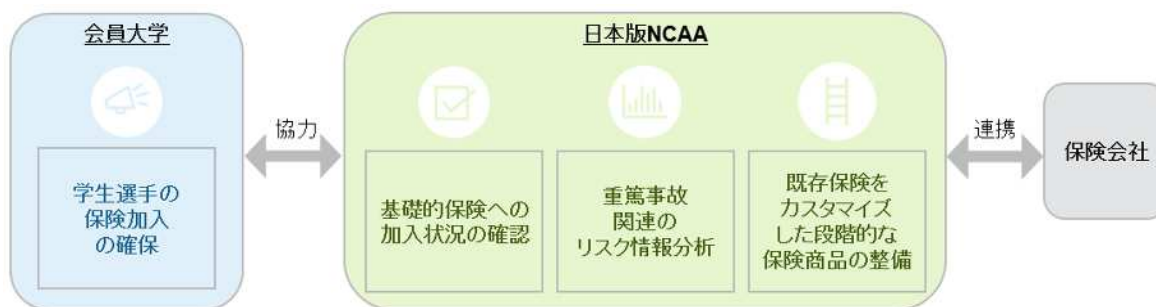 会員大学
学生選手の
保険加入
の確保
協力
日本版NCAA
基礎的保険への
加入状況の確認
重篤事故
関連の
リスク情報分析
既存保険を
カスタマイズ
した段階的な
保険商品の整備
連携
保険会社